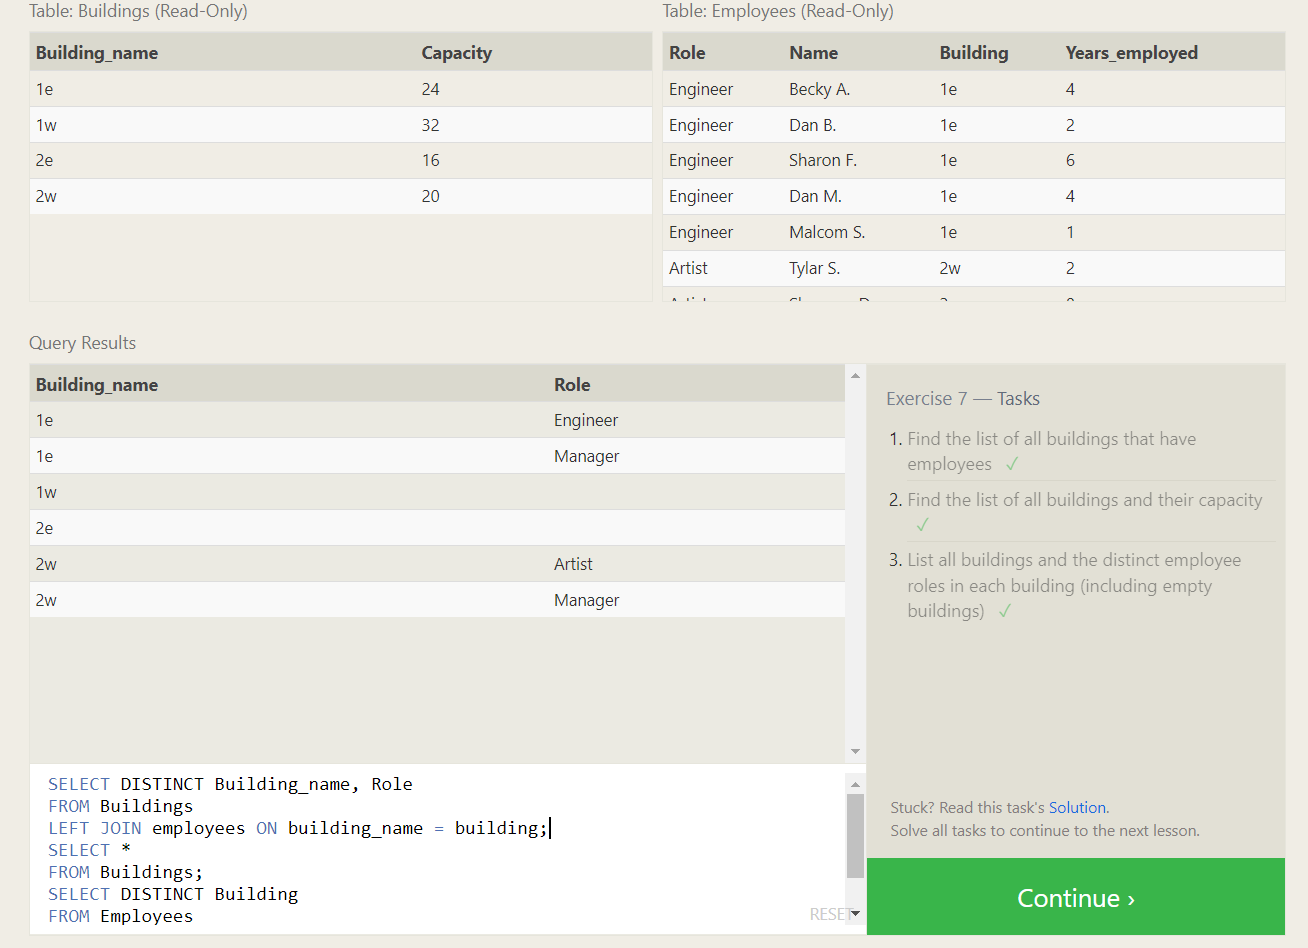 Table: Buildings (Read-Only)
Building_name Capacity
1e 24
1w 32
2e 16
2w 20
Table: Employees (Read-Only)
Role Name Building Years_employed
Engineer Becky A. 1e 4
Engineer Dan B. 1e 2
Engineer Sharon F. 1e 6
Engineer Dan M. 1e 4
Engineer Malcom S. 1e 1
Artist Tylar S. 2w 2
Query Results
Building_name Role
1e Engineer
1e Manager
1w
2e
2w Artist
2w Manager
SELECT DISTINCT Building_name, Role
FROM Buildings
LEFT JOIN employees ON building_name = building;
SELECT *
FROM Buildings;
SELECT DISTINCT Building
FROM Employees
RESET
Exercise 7 — Tasks
1. Find the list of all buildings that have
employees ✓
2. Find the list of all buildings and their capacity
✓
3. List all buildings and the distinct employee
roles in each building (including empty
buildings) ✓
Stuck? Read this task's Solution.
Solve all tasks to continue to the next lesson.
Continue ›